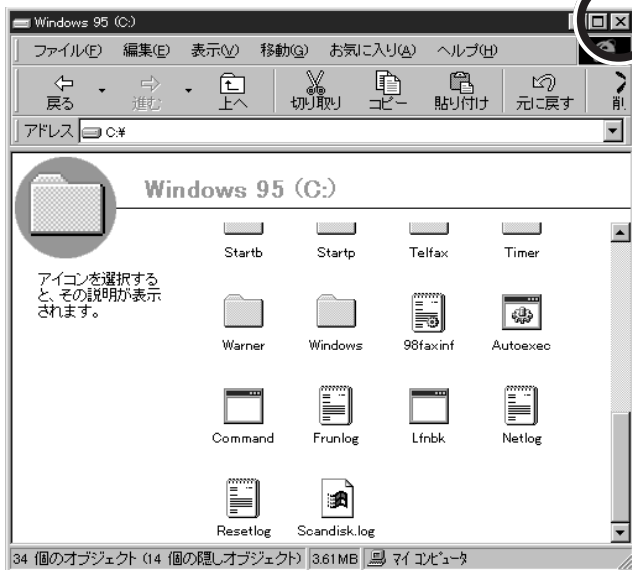 Windows 95 (C:)
ファイル(F) 編集(E) 表示(V) 移動(G) お気に入り(A) ヘルプ(H)
戻る 進む 上へ 切り取り コピー 貼り付け 元に戻す 削
アドレス C:¥
Windows 95 (C:)
アイコンを選択する
と、その説明が表示
されます。
Startb Startp Telfax Timer
Warner Windows 98faxinf Autoexec
Command Frunlog Lfnbk Netlog
Resetlog Scandisk.log
34 個のオブジェクト (14 個の隠しオブジェクト) 3.61MB マイ コンピュータ